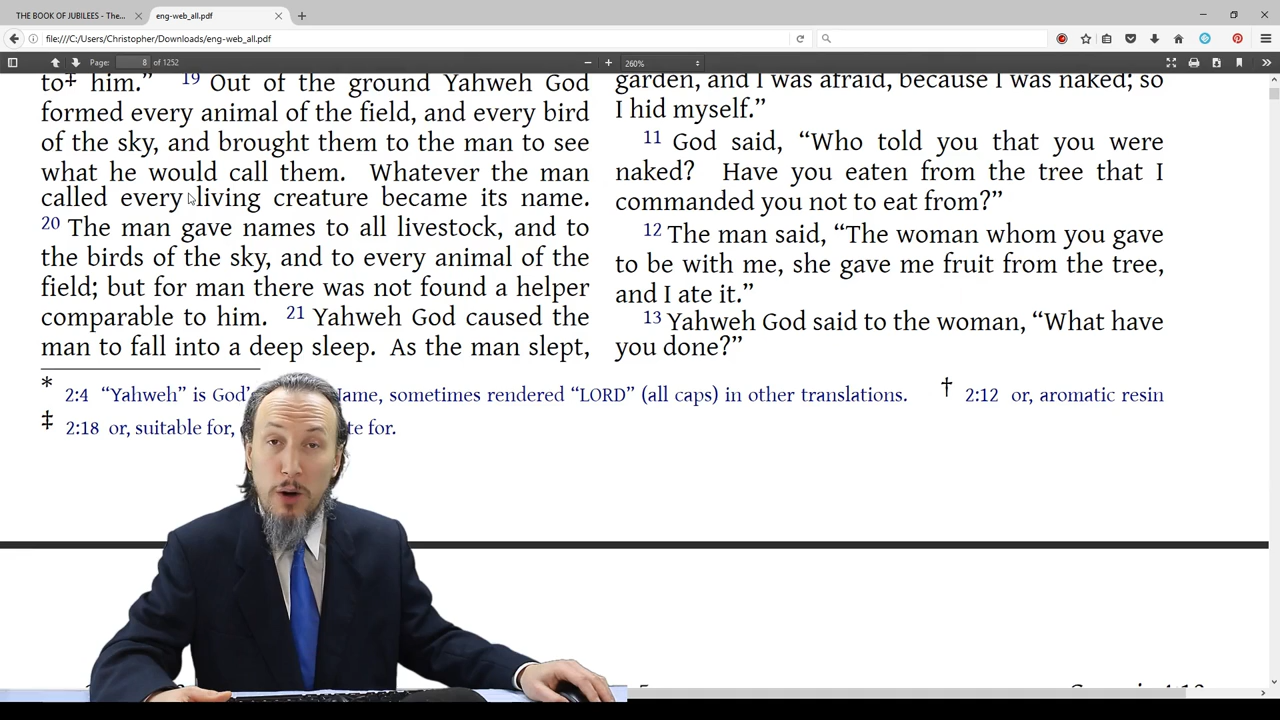 THE BOOK OF JUBILEES - The...
eng-web_all.pdf
file:///C:/Users/Christopher/Downloads/eng-web_all.pdf
Page: 8 of 1252
260%
to‡ him.” 19 Out of the ground Yahweh God
formed every animal of the field, and every bird
of the sky, and brought them to the man to see
what he would call them. Whatever the man
called every living creature became its name.
20 The man gave names to all livestock, and to
the birds of the sky, and to every animal of the
field; but for man there was not found a helper
comparable to him. 21 Yahweh God caused the
man to fall into a deep sleep. As the man slept,
garden, and I was afraid, because I was naked; so
I hid myself.”
11 God said, “Who told you that you were
naked? Have you eaten from the tree that I
commanded you not to eat from?”
12 The man said, “The woman whom you gave
to be with me, she gave me fruit from the tree,
and I ate it.”
13 Yahweh God said to the woman, “What have
you done?”
* 2:4 “Yahweh” is God’ Name, sometimes rendered “LORD” (all caps) in other translations. † 2:12 or, aromatic resin
‡ 2:18 or, suitable for, te for.